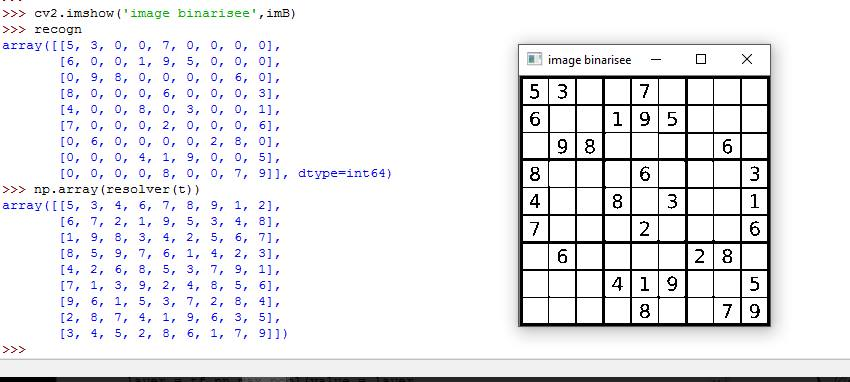 >>> cv2.imshow('image binarisee',imB)
>>> recogn
array([[5, 3, 0, 0, 7, 0, 0, 0, 0],
[6, 0, 0, 1, 9, 5, 0, 0, 0],
[0, 9, 8, 0, 0, 0, 0, 6, 0],
[8, 0, 0, 0, 6, 0, 0, 0, 3],
[4, 0, 0, 8, 0, 3, 0, 0, 1],
[7, 0, 0, 0, 2, 0, 0, 0, 6],
[0, 6, 0, 0, 0, 0, 2, 8, 0],
[0, 0, 0, 4, 1, 9, 0, 0, 5],
[0, 0, 0, 0, 8, 0, 0, 7, 9]], dtype=int64)
>>> np.array(resolver(t))
array([[5, 3, 4, 6, 7, 8, 9, 1, 2],
[6, 7, 2, 1, 9, 5, 3, 4, 8],
[1, 9, 8, 3, 4, 2, 5, 6, 7],
[8, 5, 9, 7, 6, 1, 4, 2, 3],
[4, 2, 6, 8, 5, 3, 7, 9, 1],
[7, 1, 3, 9, 2, 4, 8, 5, 6],
[9, 6, 1, 5, 3, 7, 2, 8, 4],
[2, 8, 7, 4, 1, 9, 6, 3, 5],
[3, 4, 5, 2, 8, 6, 1, 7, 9]])
>>>
image binarisee
5 3 7
6 1 9 5
9 8 6
8 6 3
4 8 3 1
7 2 6
6 2 8
4 1 9 5
8 7 9